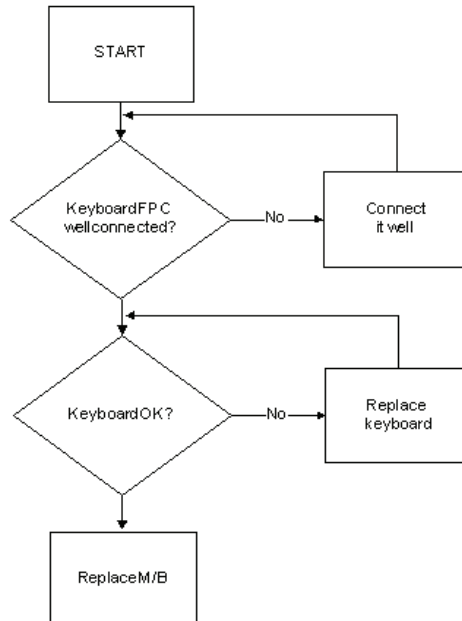 START
KeyboardFPC
wellconnected?
No
Connect
it well
KeyboardOK?
No
Replace
keyboard
ReplaceM/B